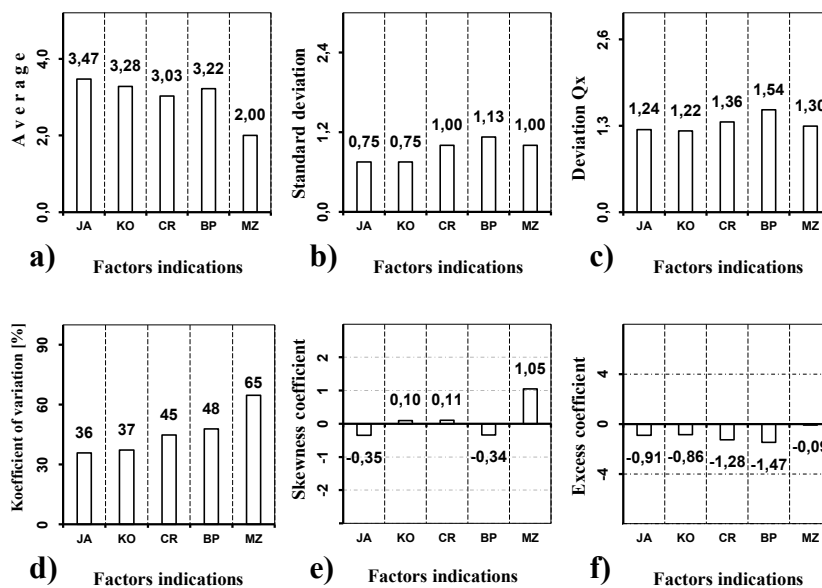 Average
4,0
2,0
0,0
3,47 3,28 3,03 3,22 2,00
JA KO CR BP MZ
a) Factors indications
Standard deviation
2,4
1,2
0,0
0,75 0,75 1,00 1,13 1,00
JA KO CR BP MZ
b) Factors indications
Deviation Qx
2,6
1,3
0,0
1,24 1,22 1,36 1,54 1,30
JA KO CR BP MZ
c) Factors indications
Koefficient of variation [%]
90
60
30
0
36 37 45 48 65
JA KO CR BP MZ
d) Factors indications
Skewness coefficient
2
1
0
-1
-2
-0,35 0,10 0,11 -0,34 1,05
JA KO CR BP MZ
e) Factors indications
Excess coefficient
4
0
-4
-0,91 -0,86 -1,28 -1,47 -0,09
JA KO CR BP MZ
f) Factors indications